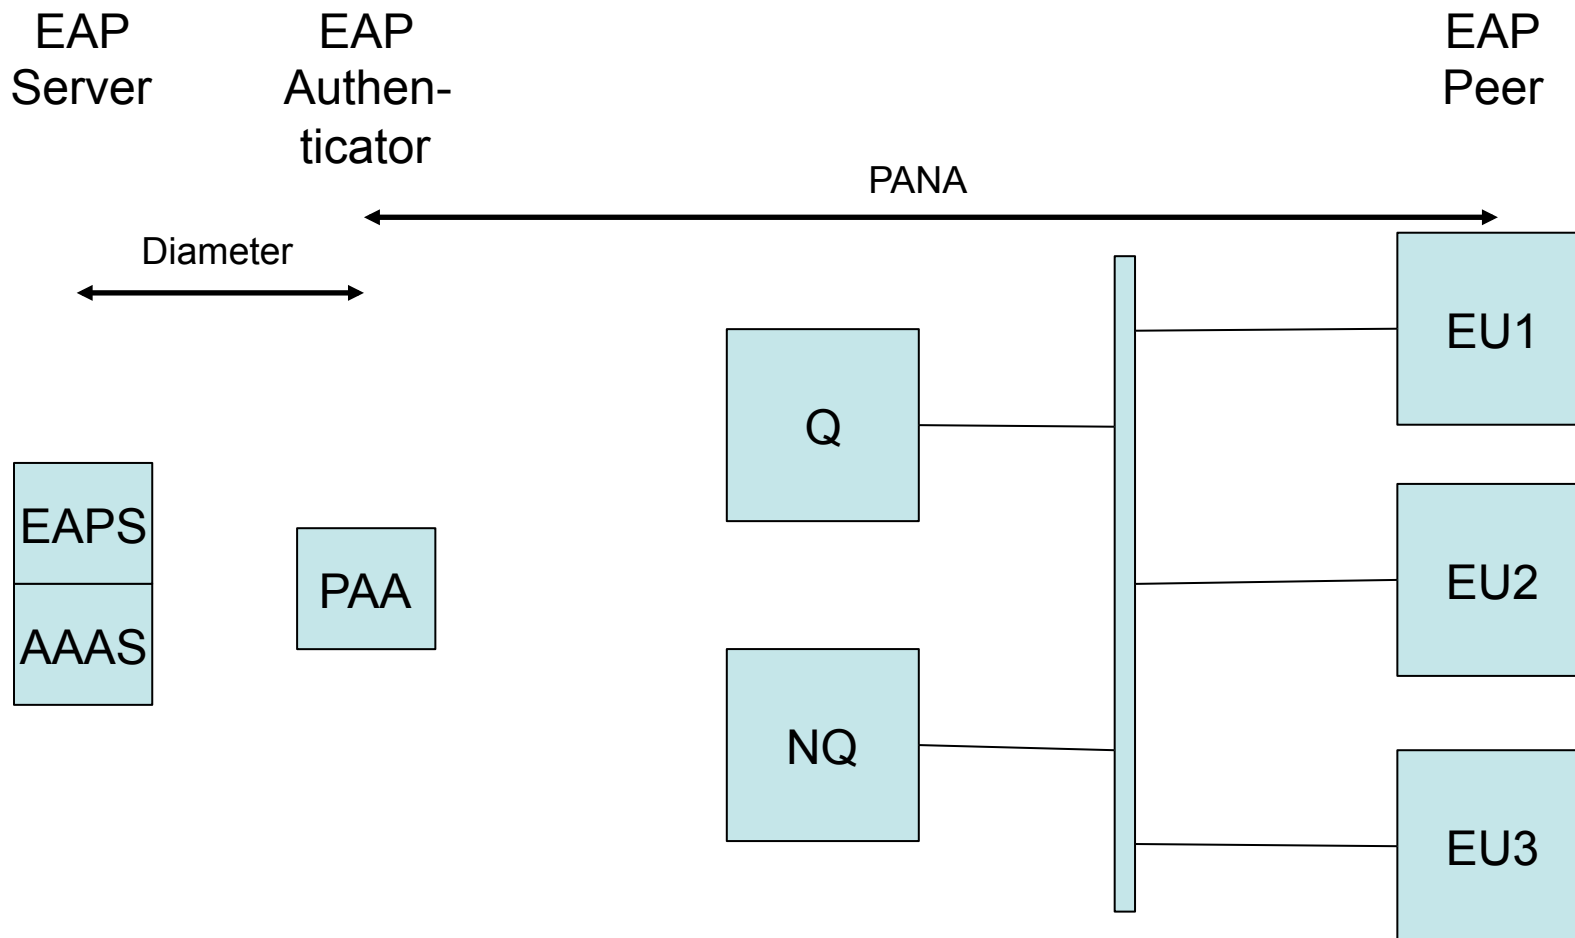 EAP
Server
EAP
Authen-
ticator
EAP
Peer
PANA
Diameter
EU1
Q
EAPS
EU2
PAA
AAAS
NQ
EU3